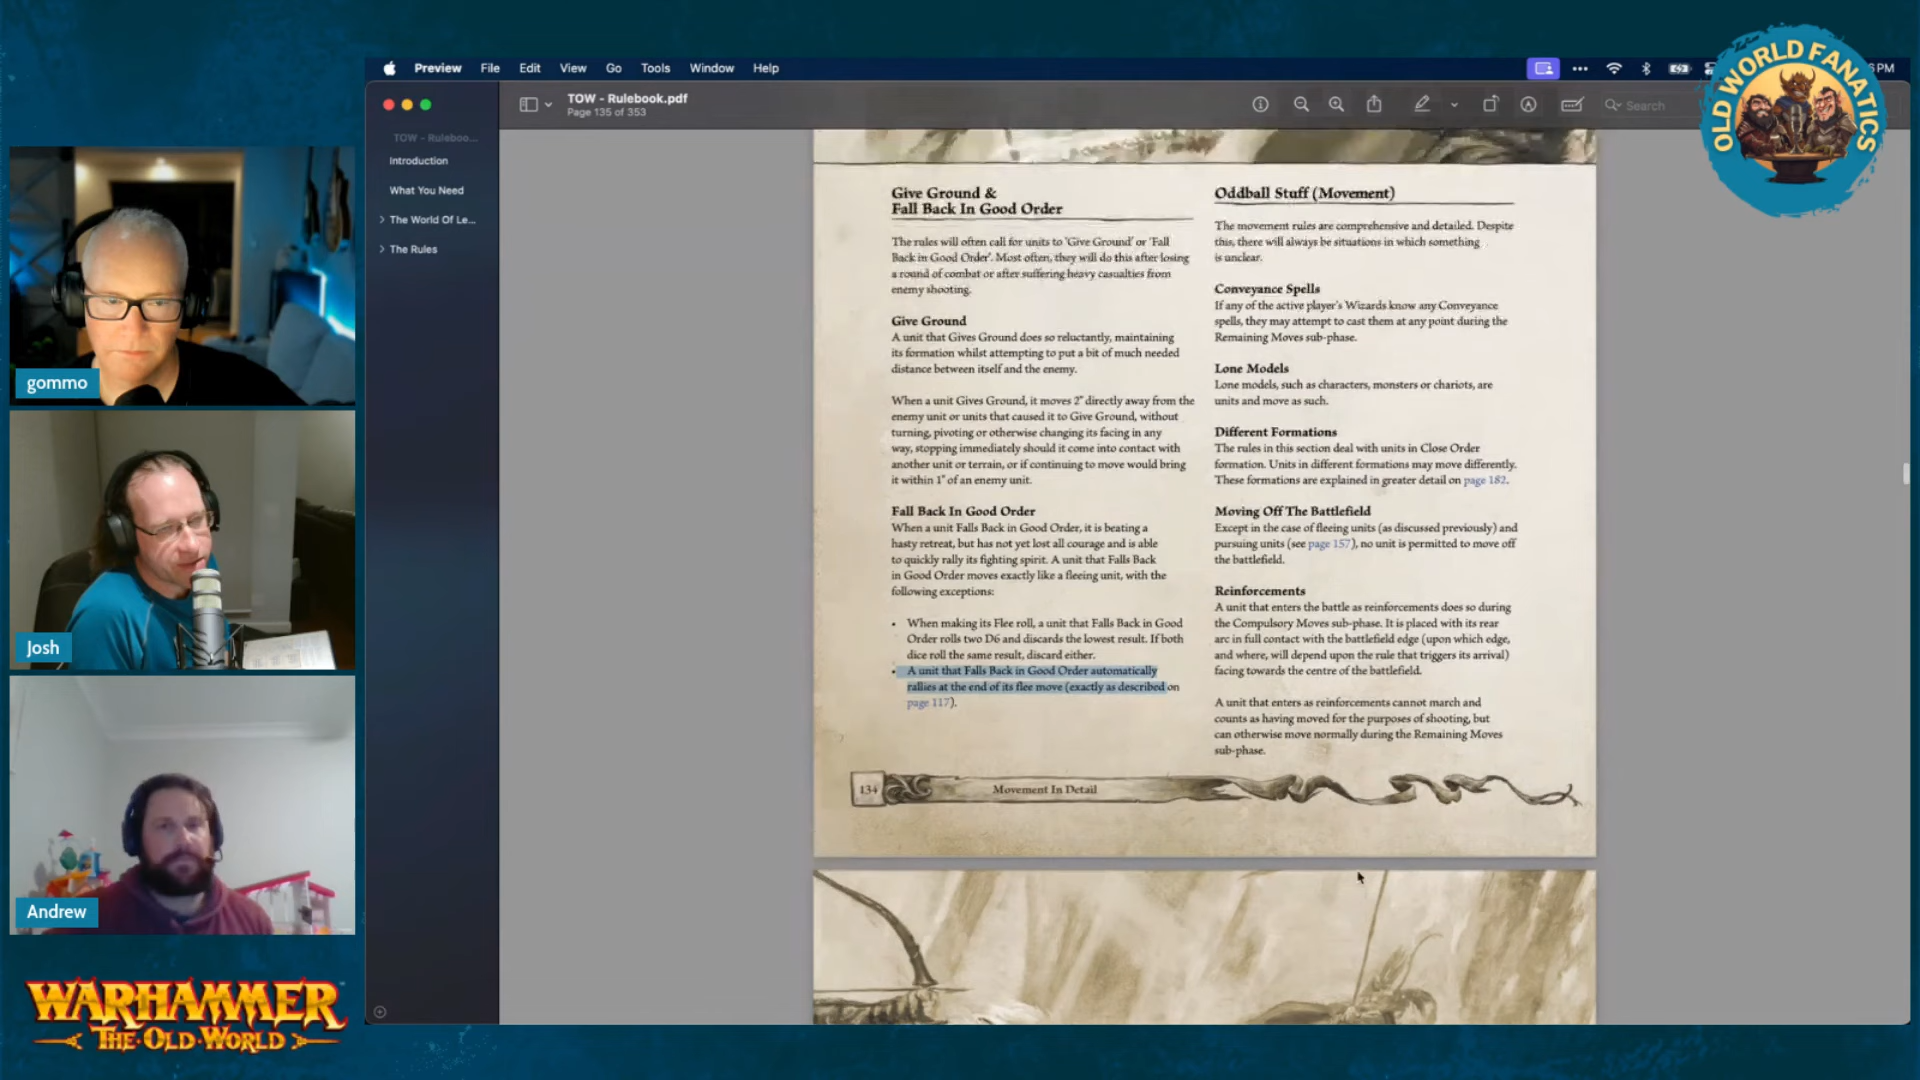 Preview File Edit View Go Tools Window Help
PM
OLD WORLD FANATICS
TOW - Rulebook.pdf
Page 135 of 353
Search
TOW - Ruleboo...
Introduction
What You Need
The World Of Le...
The Rules
gommo
Josh
Andrew
WARHAMMER
THE·OLD·WORLD
Give Ground &
Fall Back In Good Order
The rules will often call for units to 'Give Ground' or 'Fall
Back in Good Order'. Most often, they will do this after losing
a round of combat or after suffering heavy casualties from
enemy shooting.
Give Ground
A unit that Gives Ground does so reluctantly, maintaining
its formation whilst attempting to put a bit of much needed
distance between itself and the enemy.
When a unit Gives Ground, it moves 2" directly away from the
enemy unit or units that caused it to Give Ground, without
turning, pivoting or otherwise changing its facing in any
way, stopping immediately should it come into contact with
another unit or terrain, or if continuing to move would bring
it within 1" of an enemy unit.
Fall Back In Good Order
When a unit Falls Back in Good Order, it is beating a
hasty retreat, but has not yet lost all courage and is able
to quickly rally its fighting spirit. A unit that Falls Back
in Good Order moves exactly like a fleeing unit, with the
following exceptions:
• When making its Flee roll, a unit that Falls Back in Good
Order rolls two D6 and discards the lowest result. If both
dice roll the same result, discard either.
• A unit that Falls Back in Good Order automatically
rallies at the end of its flee move (exactly as described on
page 117).
Oddball Stuff (Movement)
The movement rules are comprehensive and detailed. Despite
this, there will always be situations in which something
is unclear.
Conveyance Spells
If any of the active player's Wizards know any Conveyance
spells, they may attempt to cast them at any point during the
Remaining Moves sub-phase.
Lone Models
Lone models, such as characters, monsters or chariots, are
units and move as such.
Different Formations
The rules in this section deal with units in Close Order
formation. Units in different formations may move differently.
These formations are explained in greater detail on page 182.
Moving Off The Battlefield
Except in the case of fleeing units (as discussed previously) and
pursuing units (see page 157), no unit is permitted to move off
the battlefield.
Reinforcements
A unit that enters the battle as reinforcements does so during
the Compulsory Moves sub-phase. It is placed with its rear
arc in full contact with the battlefield edge (upon which edge,
and where, will depend upon the rule that triggers its arrival)
facing towards the centre of the battlefield.
A unit that enters as reinforcements cannot march and
counts as having moved for the purposes of shooting, but
can otherwise move normally during the Remaining Moves
sub-phase.
134
Movement In Detail